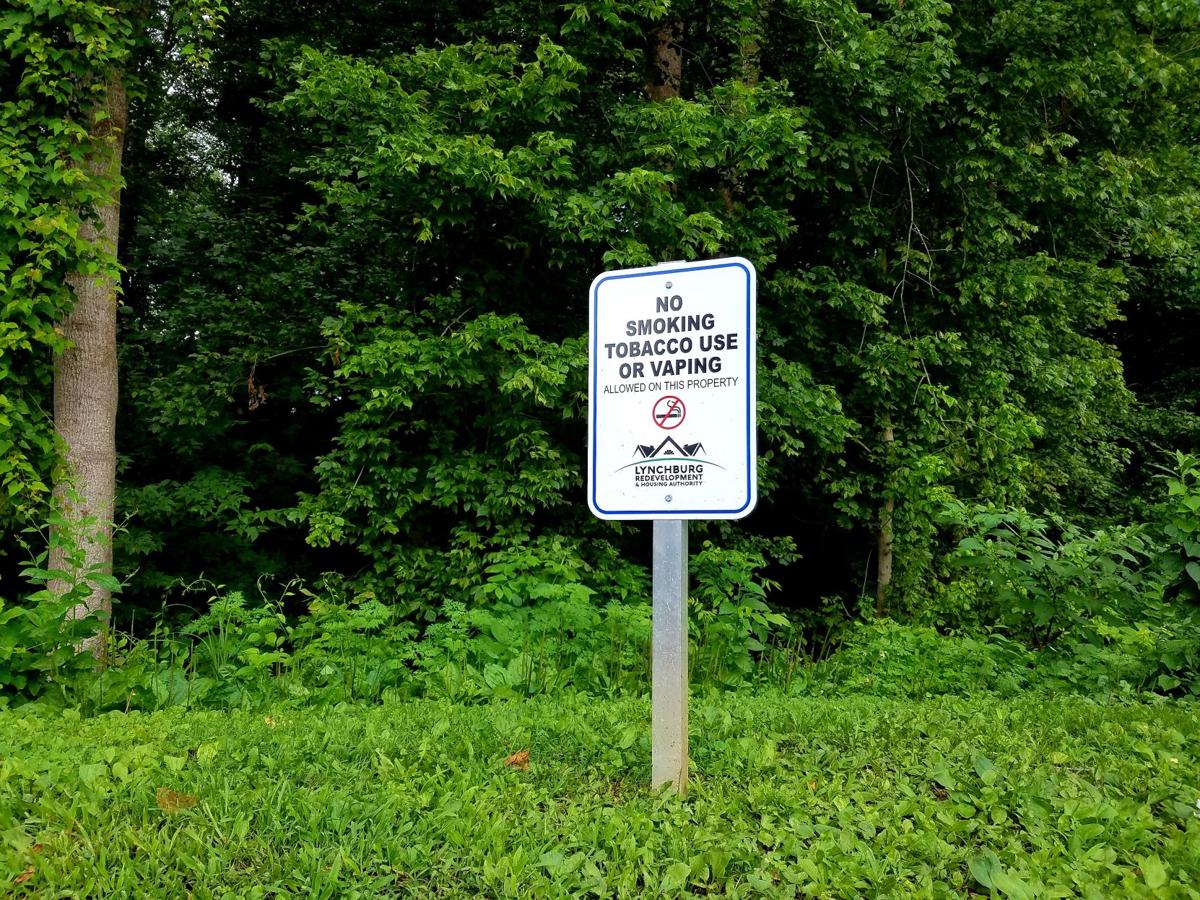 NO
SMOKING
TOBACCO USE
OR VAPING
ALLOWED ON THIS PROPERTY
LYNCHBURG
REDEVELOPMENT
& HOUSING AUTHORITY